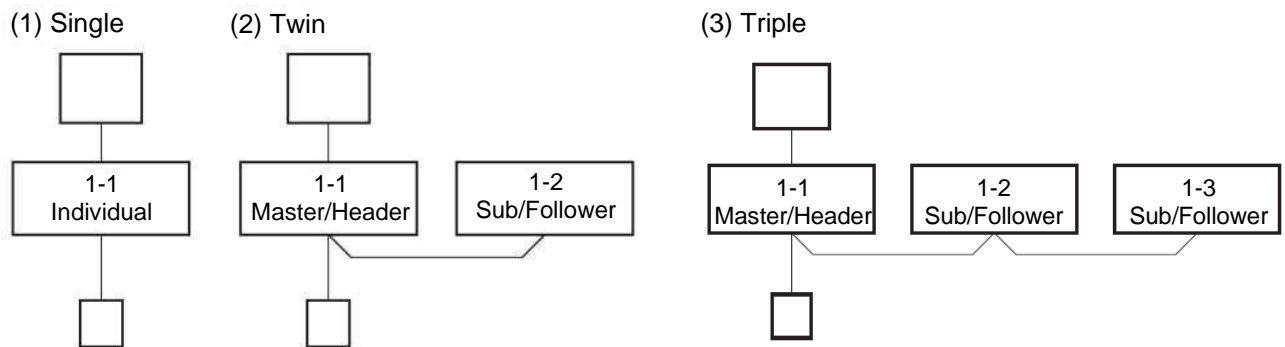 (1) Single
(2) Twin
(3) Triple
1-1
Individual
1-1
Master/Header
1-2
Sub/Follower
1-1
Master/Header
1-2
Sub/Follower
1-3
Sub/Follower